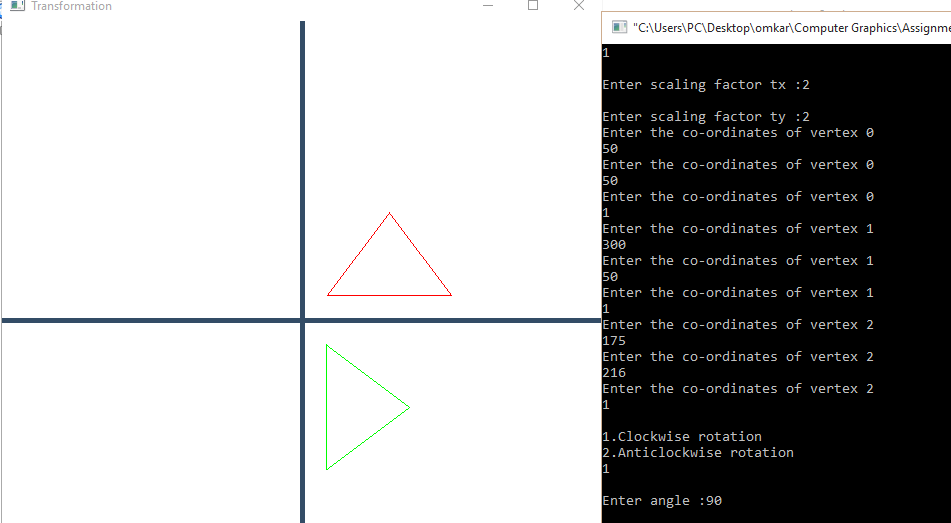 Transformation
"C:\Users\PC\Desktop\omkar\Computer Graphics\Assignme
1
Enter scaling factor tx :2
Enter scaling factor ty :2
Enter the co-ordinates of vertex 0
50
Enter the co-ordinates of vertex 0
50
Enter the co-ordinates of vertex 0
1
Enter the co-ordinates of vertex 1
300
Enter the co-ordinates of vertex 1
50
Enter the co-ordinates of vertex 1
1
Enter the co-ordinates of vertex 2
175
Enter the co-ordinates of vertex 2
216
Enter the co-ordinates of vertex 2
1
1.Clockwise rotation
2.Anticlockwise rotation
1
Enter angle :90